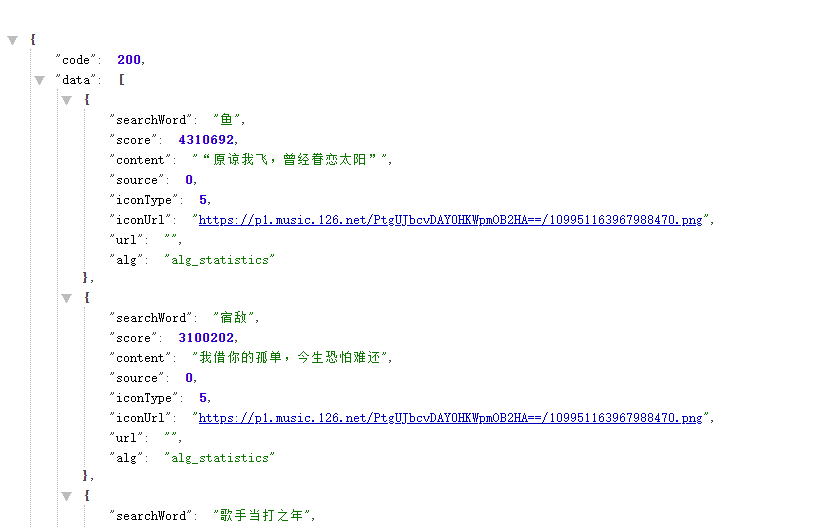 {
"code": 200,
"data": [
{
"searchWord": "鱼",
"score": 4310692,
"content": "“原谅我飞，曾经眷恋太阳”",
"source": 0,
"iconType": 5,
"iconUrl": "https://p1.music.126.net/PtgUJbcvDAY0HKWpmOB2HA==/109951163967988470.png",
"url": "",
"alg": "alg_statistics"
},
{
"searchWord": "宿敌",
"score": 3100202,
"content": "我借你的孤单，今生恐怕难还",
"source": 0,
"iconType": 5,
"iconUrl": "https://p1.music.126.net/PtgUJbcvDAY0HKWpmOB2HA==/109951163967988470.png",
"url": "",
"alg": "alg_statistics"
},
{
"searchWord": "歌手当打之年",